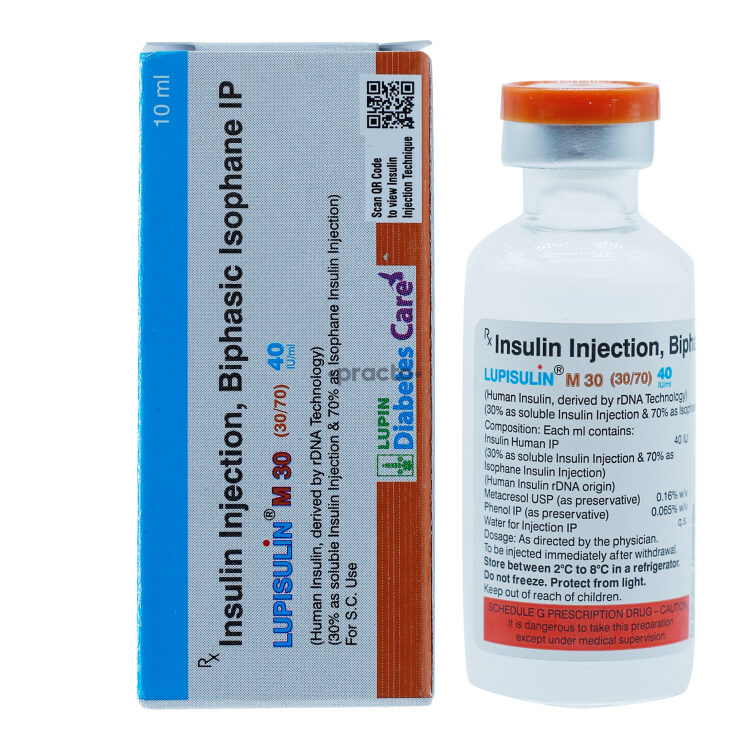 10 ml
Rx Insulin Injection, Biphasic Isophane IP
LUPISULIN® M 30 (30/70) 40 IU/ml
(Human Insulin, derived by rDNA Technology)
(30% as soluble Insulin Injection & 70% as Isophane Insulin Injection)
For S.C. Use
LUPIN
Diabetes Care
Scan QR Code
to view Insulin
Injection Technique
practo
Rx Insulin Injection, Biph
LUPISULIN® M 30 (30/70) 40 IU/ml
(Human Insulin, derived by rDNA Technology)
(30% as soluble Insulin Injection & 70% as Isophan
Composition: Each ml contains:
Insulin Human IP 40 IU
(30% as soluble Insulin Injection & 70% as
Isophane Insulin Injection)
(Human Insulin rDNA origin)
Metacresol USP (as preservative) 0.16% w/v
Phenol IP (as preservative) 0.065% w/v
Water for Injection IP q.s.
Dosage: As directed by the physician.
To be injected immediately after withdrawal.
Store between 2°C to 8°C in a refrigerator.
Do not freeze. Protect from light.
Keep out of reach of children.
SCHEDULE G PRESCRIPTION DRUG – CAUTION
It is dangerous to take this preparation
except under medical supervision.